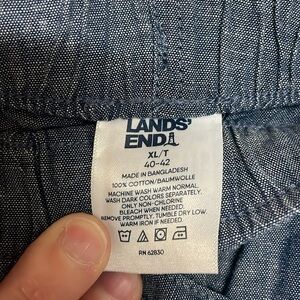 LANDS'
END
XL/T
40-42
MADE IN BANGLADESH
100% COTTON/BAUMWOLLE
MACHINE WASH WARM NORMAL.
WASH DARK COLORS SEPARATELY.
ONLY NON-CHLORINE
BLEACH WHEN NEEDED.
REMOVE PROMPTLY. TUMBLE DRY LOW.
WARM IRON IF NEEDED.
RN 62830